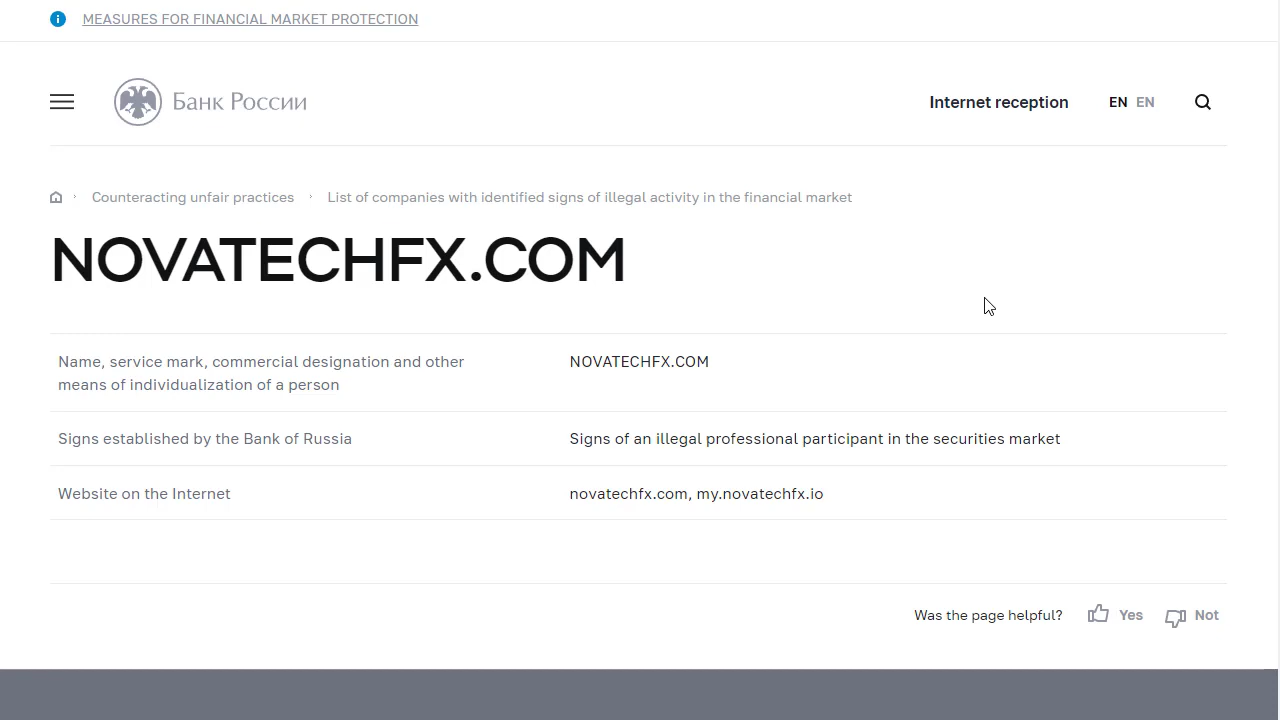 MEASURES FOR FINANCIAL MARKET PROTECTION
Банк России
Internet reception
EN EN
Counteracting unfair practices
List of companies with identified signs of illegal activity in the financial market
NOVATECHFX.COM
Name, service mark, commercial designation and other
means of individualization of a person
NOVATECHFX.COM
Signs established by the Bank of Russia
Signs of an illegal professional participant in the securities market
Website on the Internet
novatechfx.com, my.novatechfx.io
Was the page helpful?
Yes
Not